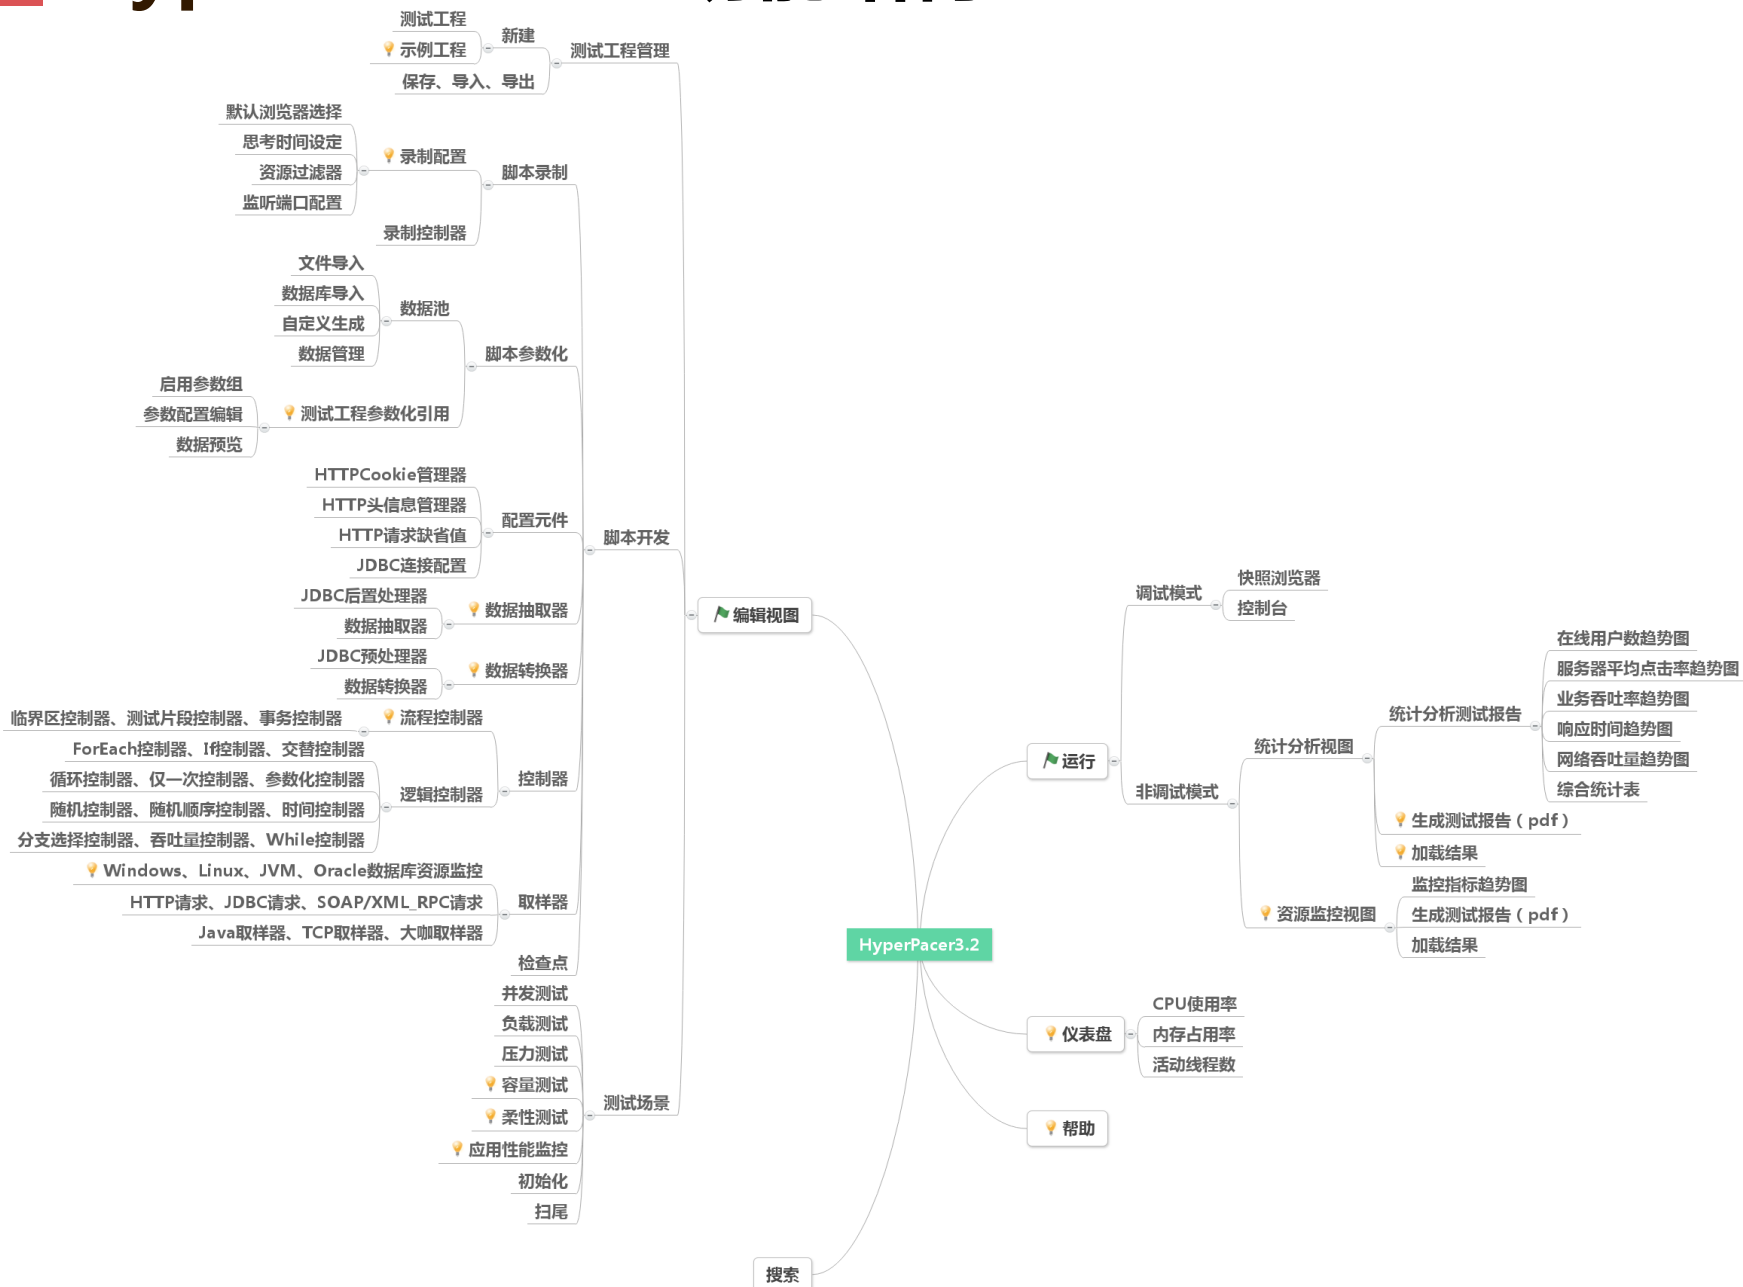 测试工程
新建
示例工程
测试工程管理
保存、导入、导出
默认浏览器选择
思考时间设定
录制配置
资源过滤器
脚本录制
监听端口配置
录制控制器
文件导入
数据库导入
数据池
自定义生成
数据管理
脚本参数化
启用参数组
参数配置编辑
测试工程参数化引用
数据预览
HTTPCookie管理器
HTTP头信息管理器
配置元件
HTTP请求缺省值
脚本开发
JDBC连接配置
JDBC后置处理器
数据抽取器
数据抽取器
JDBC预处理器
数据转换器
数据转换器
临界区控制器、测试片段控制器、事务控制器
流程控制器
ForEach控制器、If控制器、交替控制器
循环控制器、仅一次控制器、参数化控制器
控制器
逻辑控制器
随机控制器、随机顺序控制器、时间控制器
分支选择控制器、吞吐量控制器、While控制器
Windows、Linux、JVM、Oracle数据库资源监控
HTTP请求、JDBC请求、SOAP/XML_RPC请求
取样器
Java取样器、TCP取样器、大咖取样器
检查点
并发测试
负载测试
压力测试
容量测试
测试场景
柔性测试
应用性能监控
初始化
扫尾
编辑视图
搜索
HyperPacer3.2
运行
调试模式
快照浏览器
控制台
非调试模式
统计分析视图
统计分析测试报告
在线用户数趋势图
服务器平均点击率趋势图
业务吞吐率趋势图
响应时间趋势图
网络吞吐量趋势图
综合统计表
生成测试报告（pdf）
加载结果
资源监控视图
监控指标趋势图
生成测试报告（pdf）
加载结果
仪表盘
CPU使用率
内存占用率
活动线程数
帮助